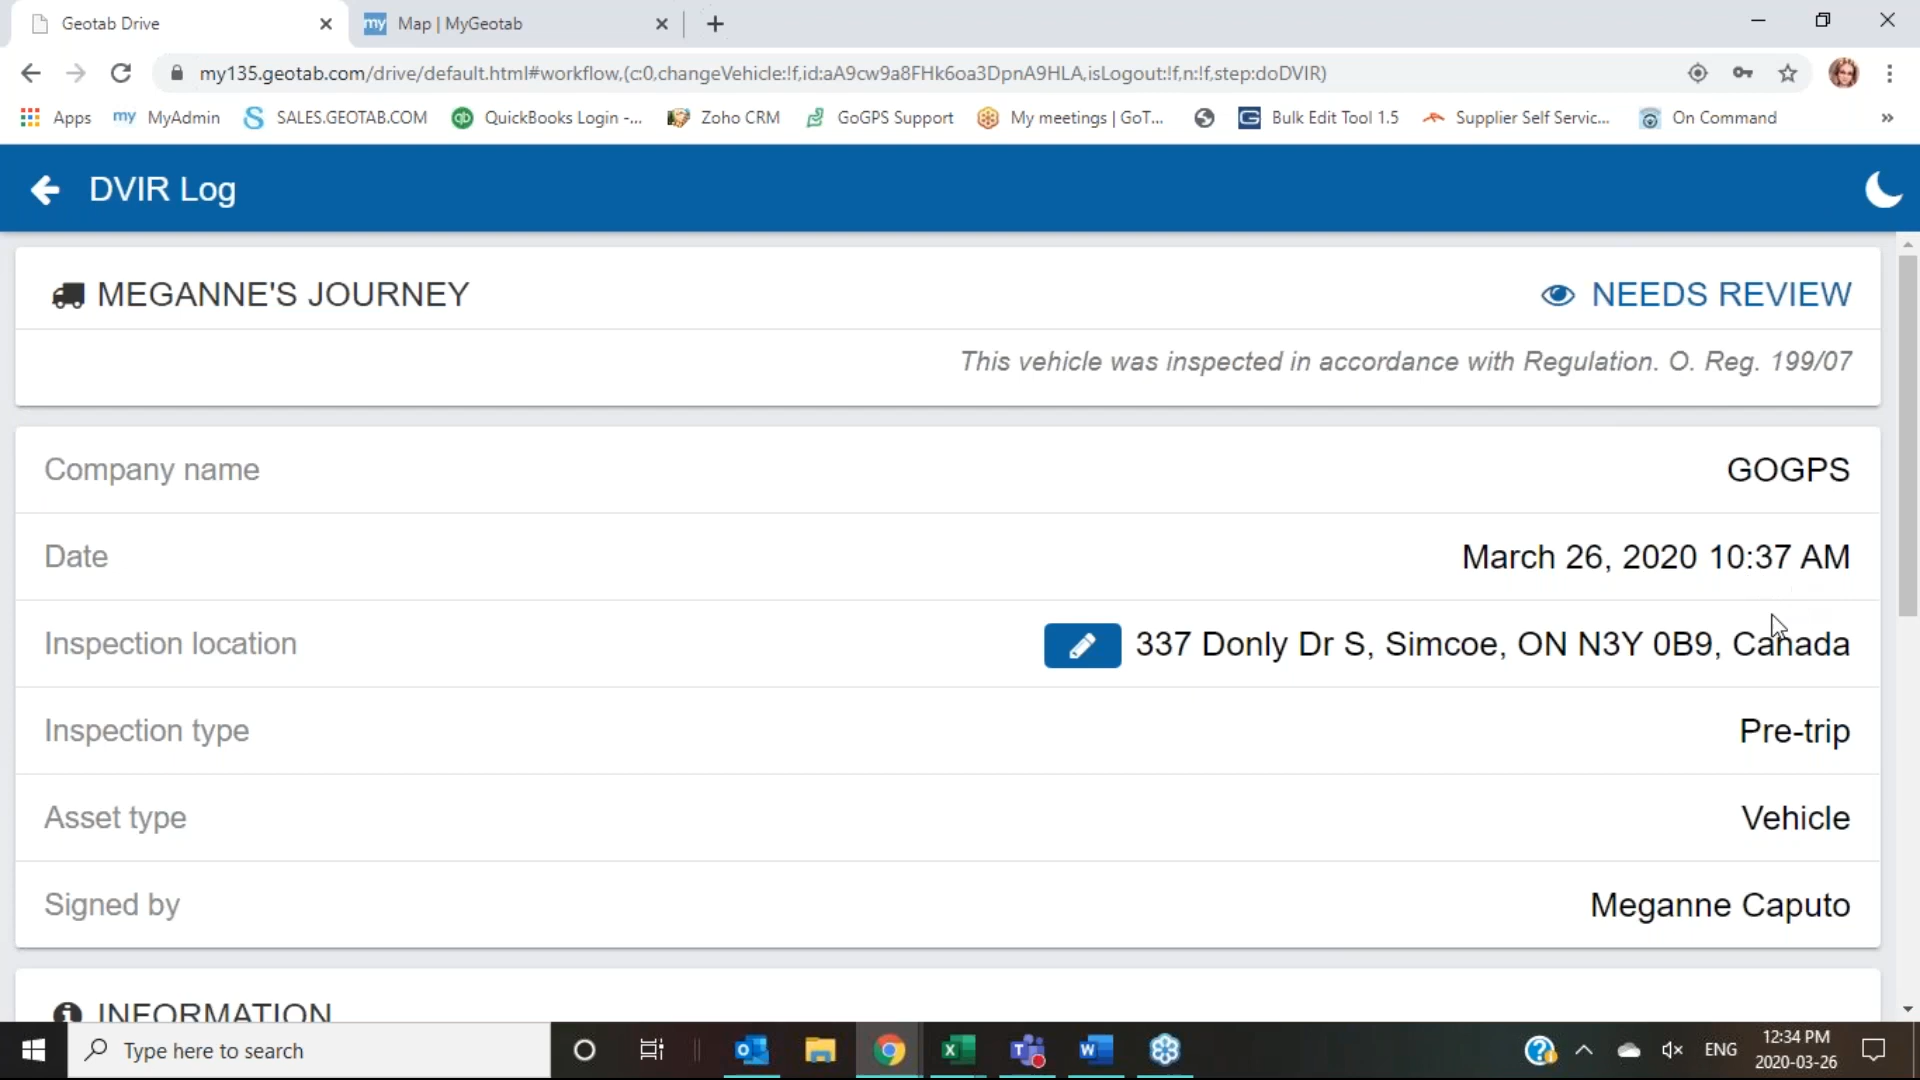 Geotab Drive
my Map | MyGeotab
my135.geotab.com/drive/default.html#workflow,(c:0,changeVehicle:!f,id:aA9cw9a8FHk6oa3DpnA9HLA,isLogout:!f,n:!f,step:doDVIR)
Apps my MyAdmin SALES.GEOTAB.COM qb QuickBooks Login -... Zoho CRM GoGPS Support My meetings | GoT... Bulk Edit Tool 1.5 Supplier Self Servic... On Command »
DVIR Log
MEGANNE'S JOURNEY NEEDS REVIEW
This vehicle was inspected in accordance with Regulation. O. Reg. 199/07
Company name GOGPS
Date March 26, 2020 10:37 AM
Inspection location 337 Donly Dr S, Simcoe, ON N3Y 0B9, Canada
Inspection type Pre-trip
Asset type Vehicle
Signed by Meganne Caputo
INFORMATION
Type here to search
ENG
12:34 PM
2020-03-26